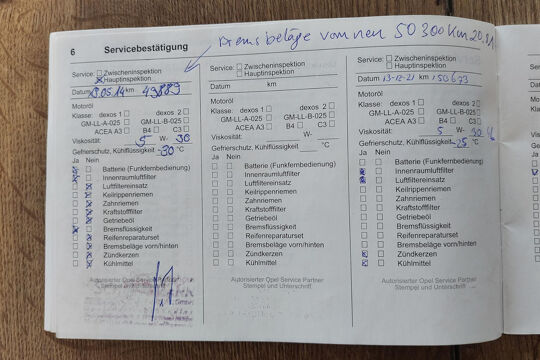 Bremsbeläge vorn neu 50 300 Km
6 Servicebestätigung
Service: Zwischeninspektion
Hauptinspektion
Datum 19.05.14 km
Motoröl
Klasse: dexos 1 dexos 2
GM-LL-A-025 GM-LL-B-025
ACEA A3 B4 C3
Viskosität: 5 W- 30
Gefrierschutz, Kühlflüssigkeit -30 °C
Ja Nein
Batterie (Funkfernbedienung)
Innenraumluftfilter
Luftfiltereinsatz
Keilrippenriemen
Zahnriemen
Kraftstofffilter
Getriebeöl
Bremsflüssigkeit
Reifenreparaturset
Bremsbeläge vorn/hinten
Zündkerzen
Kühlmittel
Autorisierter Opel Service Partner
Stempel und Unterschrift
Service: Zwischeninspektion
Hauptinspektion
Datum km
Motoröl
Klasse: dexos 1 dexos 2
GM-LL-A-025 GM-LL-B-025
ACEA A3 B4 C3
Viskosität: W-
Gefrierschutz, Kühlflüssigkeit °C
Ja Nein
Batterie (Funkfernbedienung)
Innenraumluftfilter
Luftfiltereinsatz
Keilrippenriemen
Zahnriemen
Kraftstofffilter
Getriebeöl
Bremsflüssigkeit
Reifenreparaturset
Bremsbeläge vorn/hinten
Zündkerzen
Kühlmittel
Autorisierter Opel Service Partner
Stempel und Unterschrift
Service: Zwischeninspektion
Hauptinspektion
Datum 13-12-21 km
Motoröl
Klasse: dexos 1 dexos 2
GM-LL-A-025 GM-LL-B-025
ACEA A3 B4 C3
Viskosität: 5 W- 30
Gefrierschutz, Kühlflüssigkeit -25 °C
Ja Nein
Batterie (Funkfernbedienung)
Innenraumluftfilter
Luftfiltereinsatz
Keilrippenriemen
Zahnriemen
Kraftstofffilter
Getriebeöl
Bremsflüssigkeit
Reifenreparaturset
Bremsbeläge vorn/hinten
Zündkerzen
Kühlmittel
Autorisierter Opel Service Partner
Stempel und Unterschrift